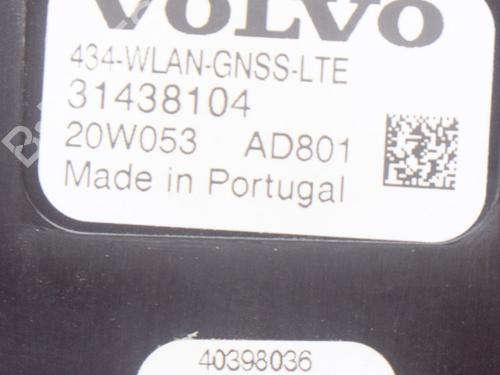 VOLVO
434-WLAN-GNSS-LTE
31438104
20W053 AD801
Made in Portugal
40398036